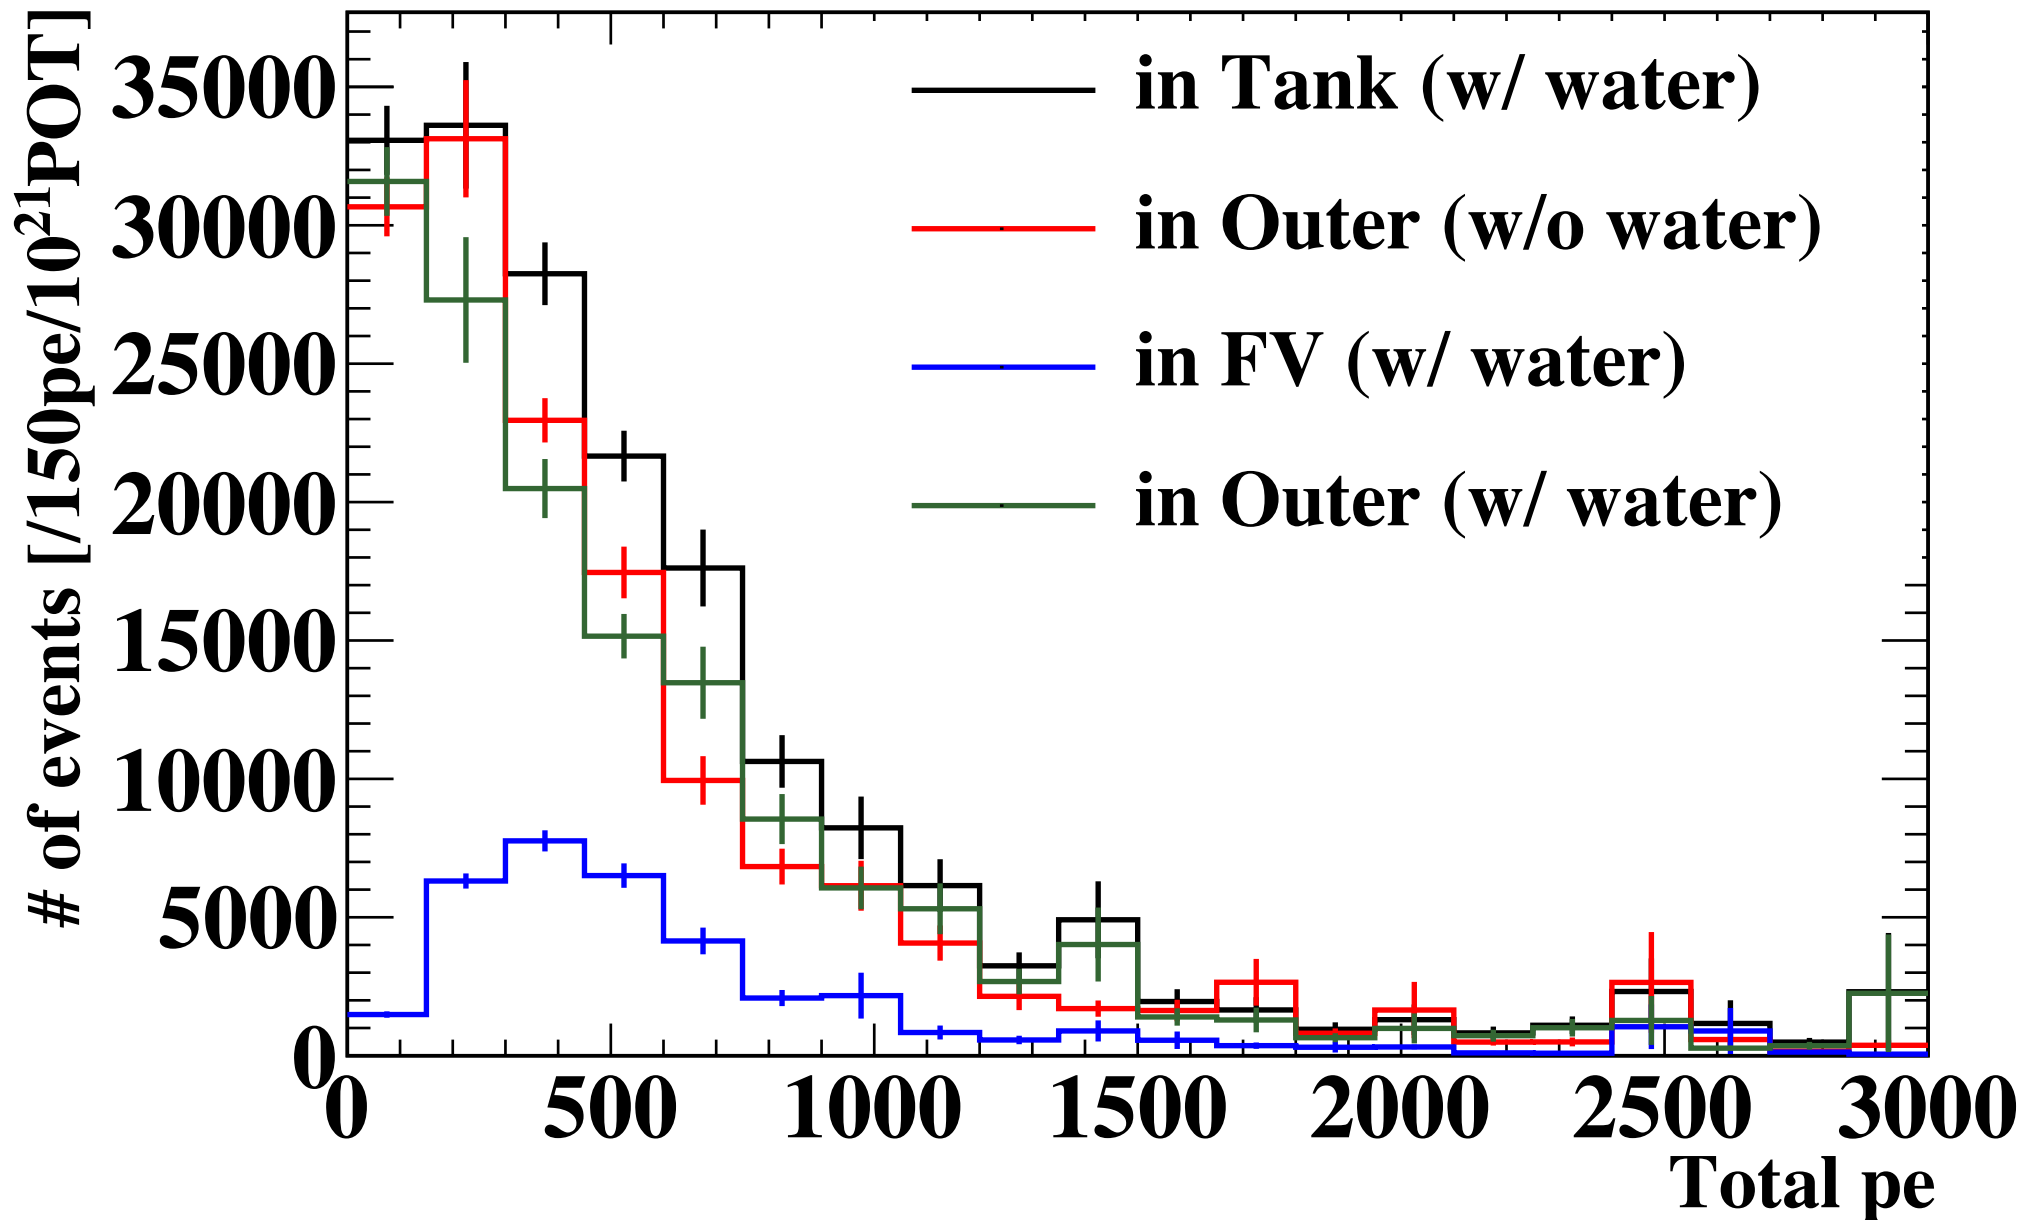 # of events [/150pe/10²¹POT]
35000
30000
25000
20000
15000
10000
5000
0
in Tank (w/ water)
in Outer (w/o water)
in FV (w/ water)
in Outer (w/ water)
0 500 1000 1500 2000 2500 3000
Total pe